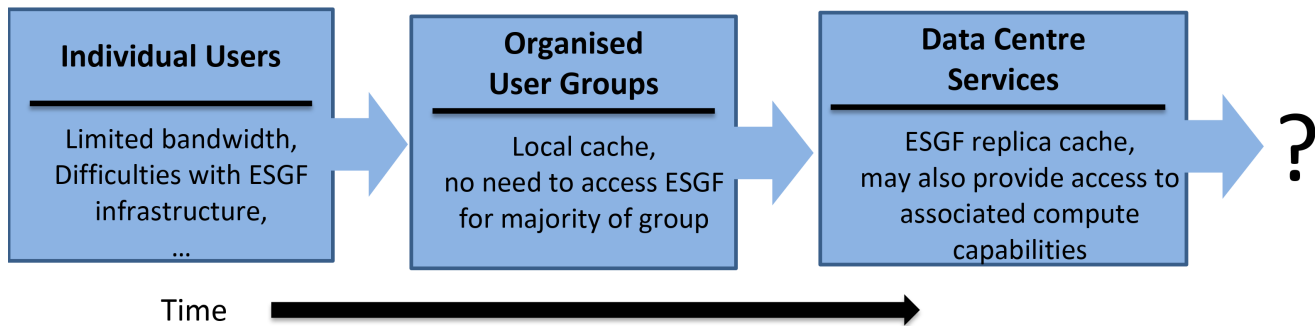 Individual Users
Limited bandwidth,
Difficulties with ESGF
infrastructure,
...
Organised
User Groups
Local cache,
no need to access ESGF
for majority of group
Data Centre
Services
ESGF replica cache,
may also provide access to
associated compute
capabilities
?
Time